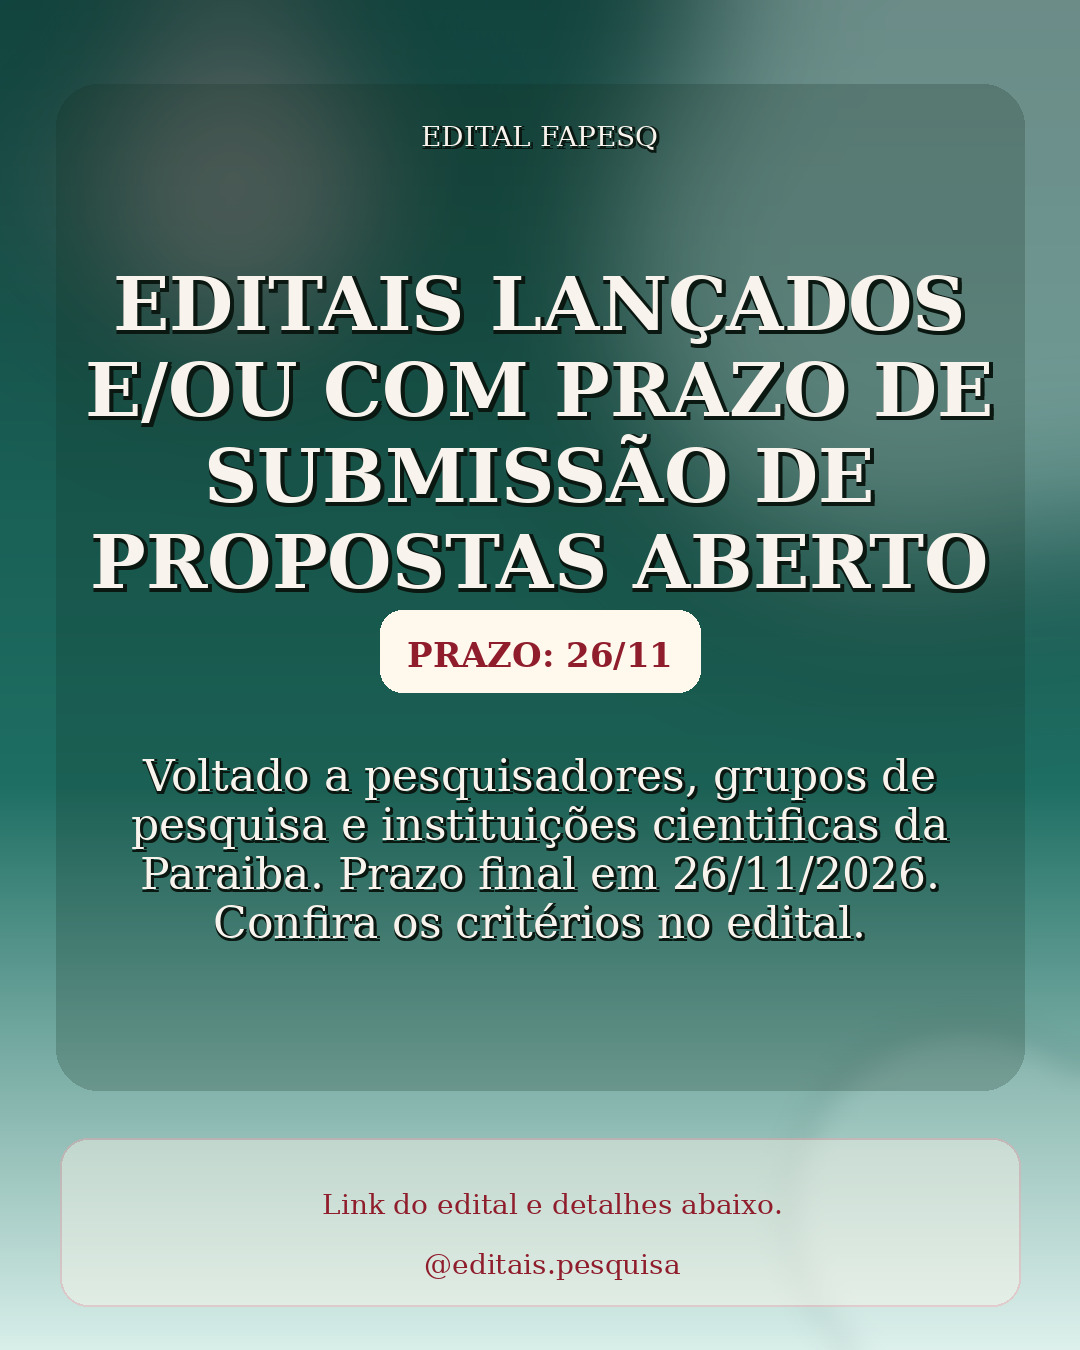 EDITAL FAPESQ
EDITAIS LANÇADOS
E/OU COM PRAZO DE
SUBMISSÃO DE
PROPOSTAS ABERTO
PRAZO: 26/11
Voltado a pesquisadores, grupos de
pesquisa e instituições cientificas da
Paraiba. Prazo final em 26/11/2026.
Confira os critérios no edital.
Link do edital e detalhes abaixo.
@editais.pesquisa